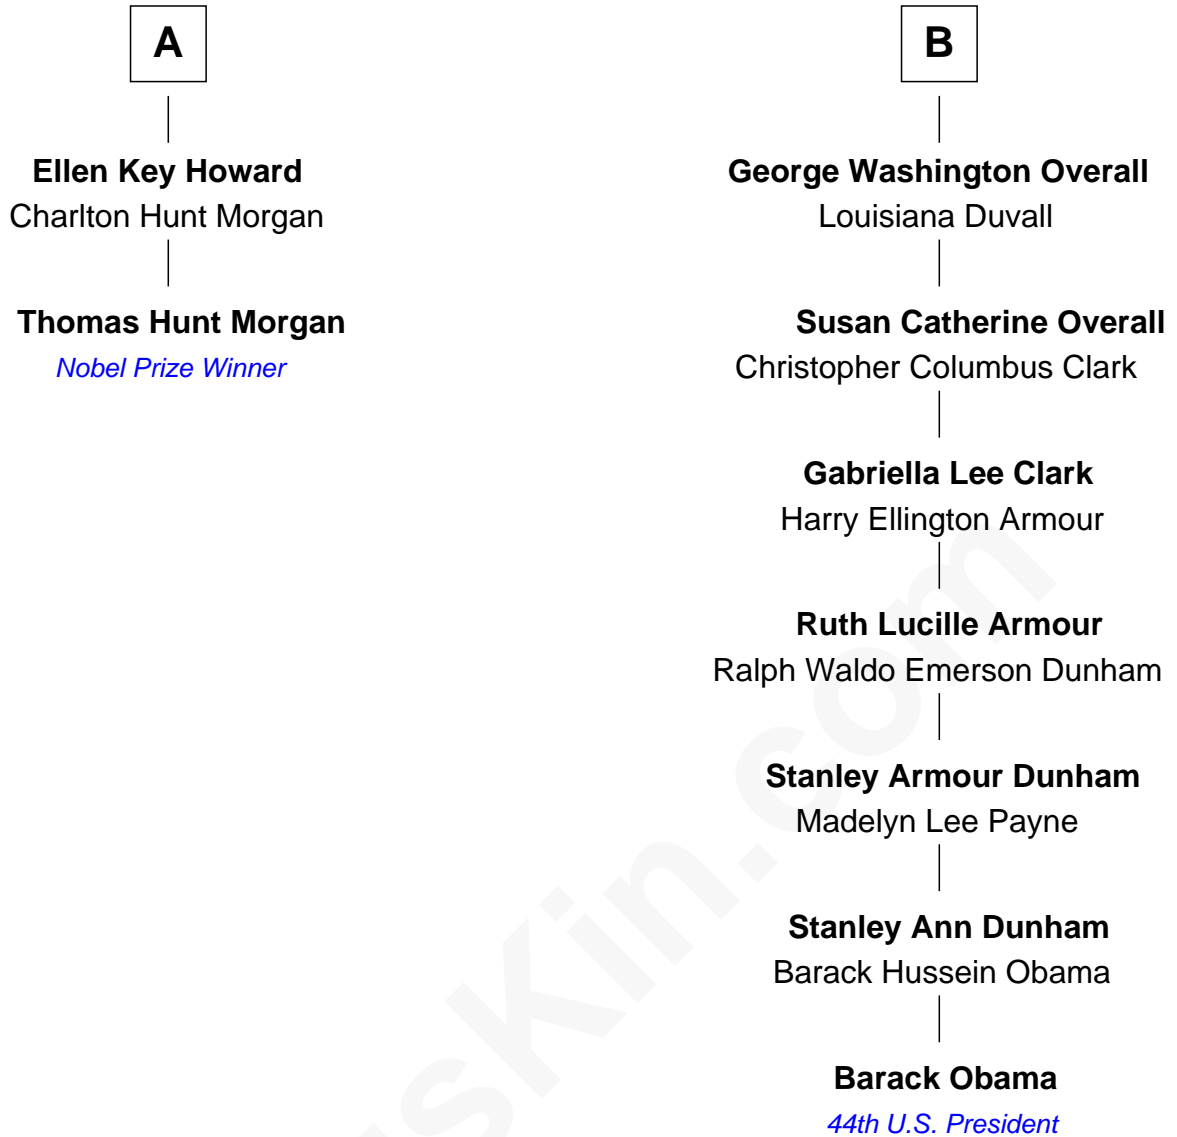 A
Ellen Key Howard
Charlton Hunt Morgan
Thomas Hunt Morgan
Nobel Prize Winner
B
George Washington Overall
Louisiana Duvall
Susan Catherine Overall
Christopher Columbus Clark
Gabriella Lee Clark
Harry Ellington Armour
Ruth Lucille Armour
Ralph Waldo Emerson Dunham
Stanley Armour Dunham
Madelyn Lee Payne
Stanley Ann Dunham
Barack Hussein Obama
Barack Obama
44th U.S. President
sKin.com